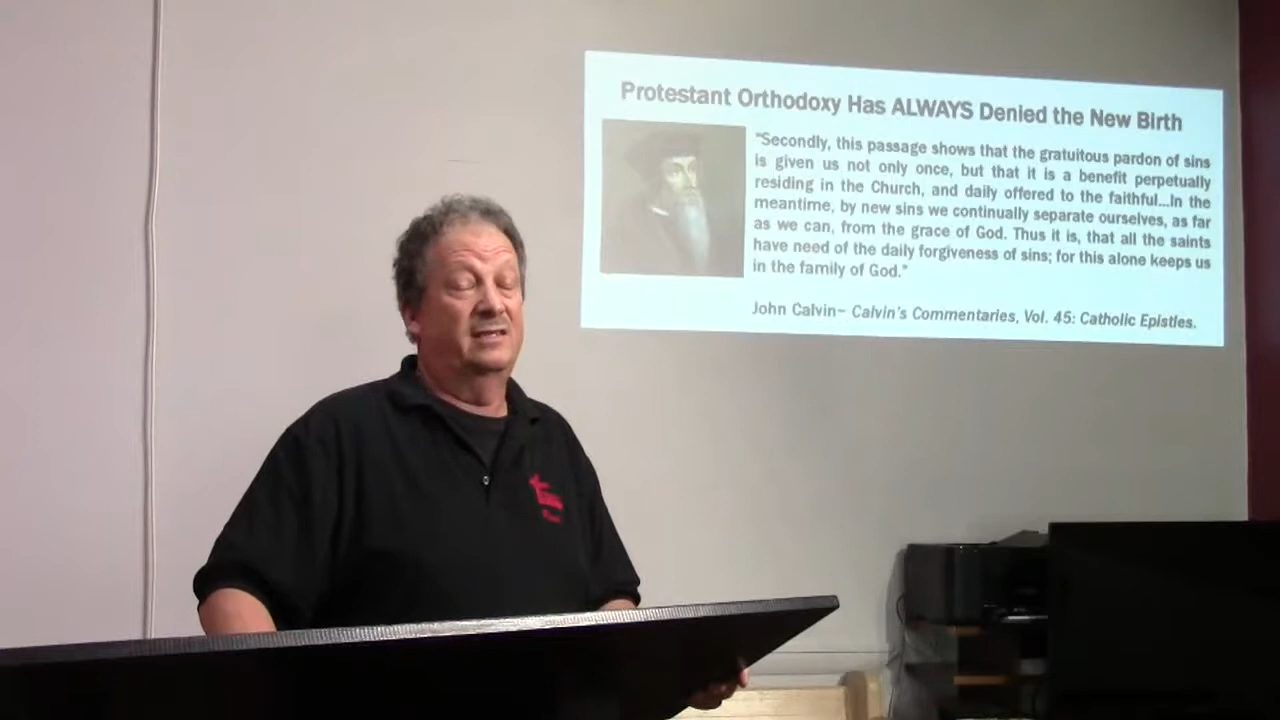 Protestant Orthodoxy Has ALWAYS Denied the New Birth
"Secondly, this passage shows that the gratuitous pardon of sins
is given us not only once, but that it is a benefit perpetually
residing in the Church, and daily offered to the faithful...In the
meantime, by new sins we continually separate ourselves, as far
as we can, from the grace of God. Thus it is, that all the saints
have need of the daily forgiveness of sins; for this alone keeps us
in the family of God."
John Calvin– Calvin's Commentaries, Vol. 45: Catholic Epistles.